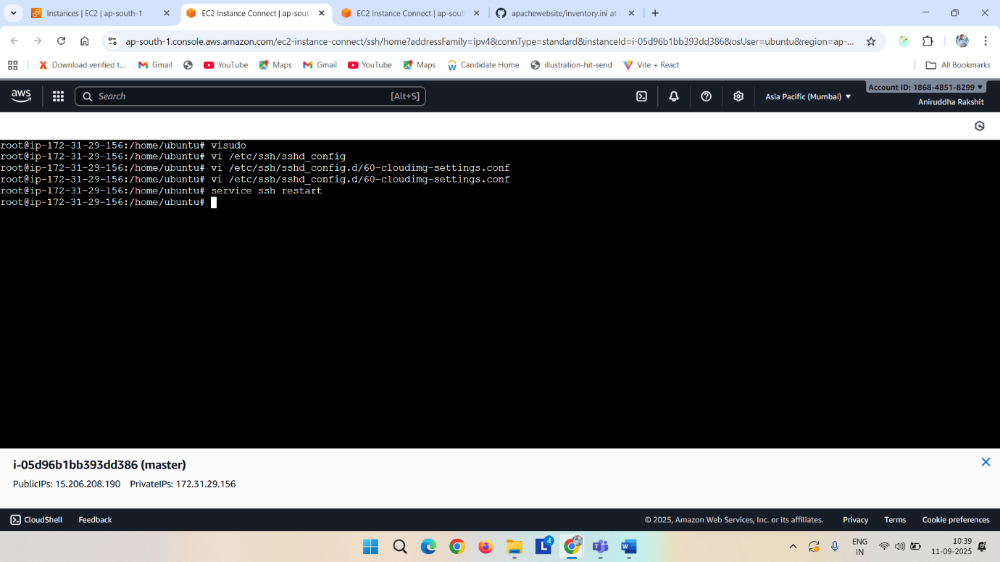 Instances | EC2 | ap-south-1
EC2 Instance Connect | ap-sout
EC2 Instance Connect | ap-sout
apachewebsite/inventory.ini at
ap-south-1.console.aws.amazon.com/ec2-instance-connect/ssh/home?addressFamily=ipv4&connType=standard&instanceId=i-05d96b1bb393dd386&osUser=ubuntu&region=ap-...
Download verified t...
Gmail
YouTube
Maps
Gmail
YouTube
Maps
Candidate Home
illustration-hit-send
Vite + React
All Bookmarks
aws
Search
[Alt+S]
Asia Pacific (Mumbai)
Account ID: 1868-4851-8299
Aniruddha Rakshit
root@ip-172-31-29-156:/home/ubuntu# visudo
root@ip-172-31-29-156:/home/ubuntu# vi /etc/ssh/sshd_config
root@ip-172-31-29-156:/home/ubuntu# vi /etc/ssh/sshd_config.d/60-cloudimg-settings.conf
root@ip-172-31-29-156:/home/ubuntu# vi /etc/ssh/sshd_config.d/60-cloudimg-settings.conf
root@ip-172-31-29-156:/home/ubuntu# service ssh restart
root@ip-172-31-29-156:/home/ubuntu#
i-05d96b1bb393dd386 (master)
PublicIPs: 15.206.208.190 PrivateIPs: 172.31.29.156
CloudShell
Feedback
© 2025, Amazon Web Services, Inc. or its affiliates.
Privacy
Terms
Cookie preferences
L
4
W
ENG
IN
10:39
11-09-2025